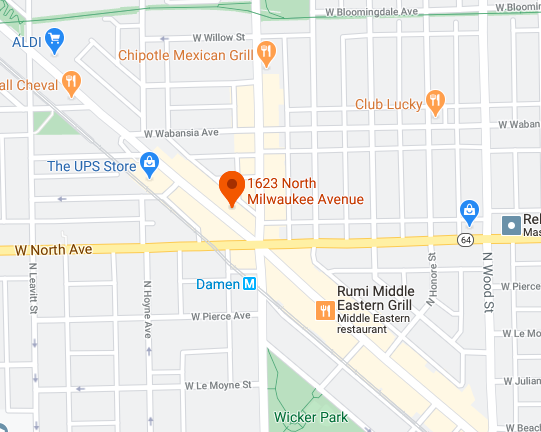 W Bloomingdale Ave
W Bloomin
W Willow St
ALDI
Chipotle Mexican Grill
all Cheval
Club Lucky
W Wabansia Ave
W Waban
The UPS Store
1623 North
Milwaukee Avenue
64
Rel
Mas
W North Ave
N Leavitt St
N Hoyne Ave
N Honore St
N Wood St
Damen M
Rumi Middle
Eastern Grill
Middle Eastern
restaurant
W Pierce
W Pierce Ave
W Le Mo
W Le Moyne St
W Julian
Wicker Park
W Beach